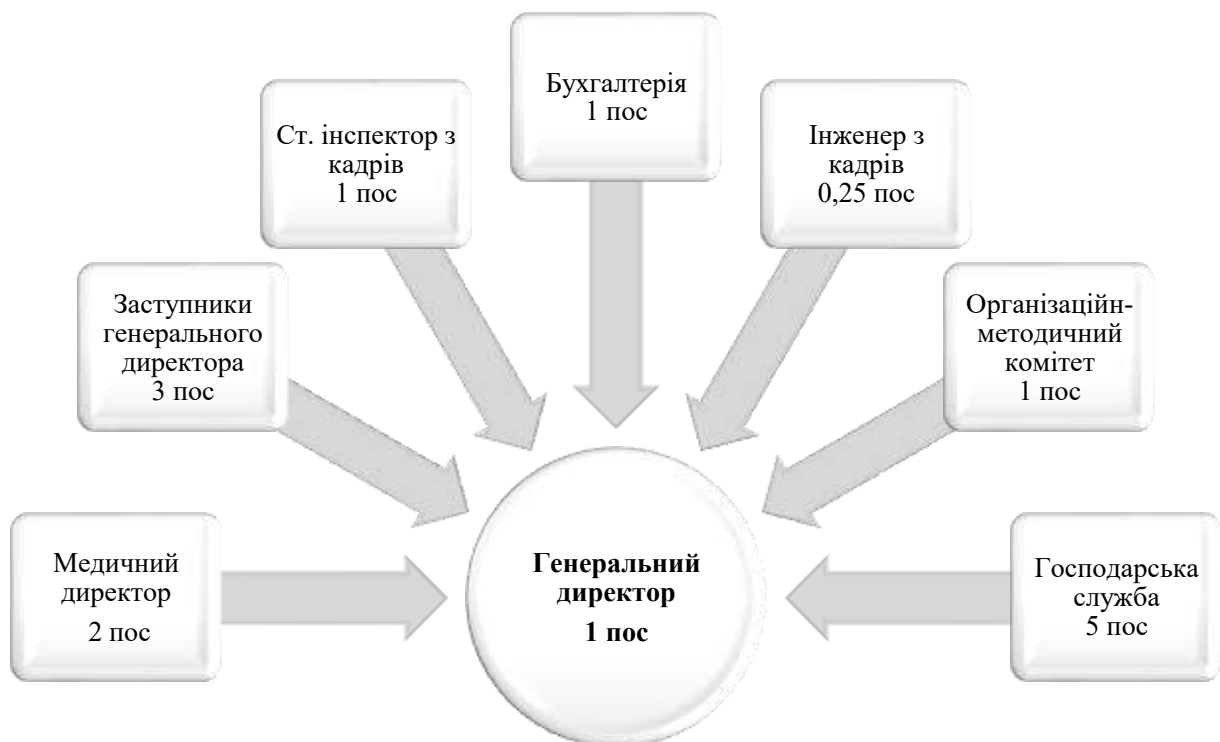 Бухгалтерія
1 пос
Ст. інспектор з
кадрів
1 пос
Інженер з
кадрів
0,25 пос
Заступники
генерального
директора
3 пос
Організаційн-
методичний
комітет
1 пос
Медичний
директор
2 пос
Генеральний
директор
1 пос
Господарська
служба
5 пос